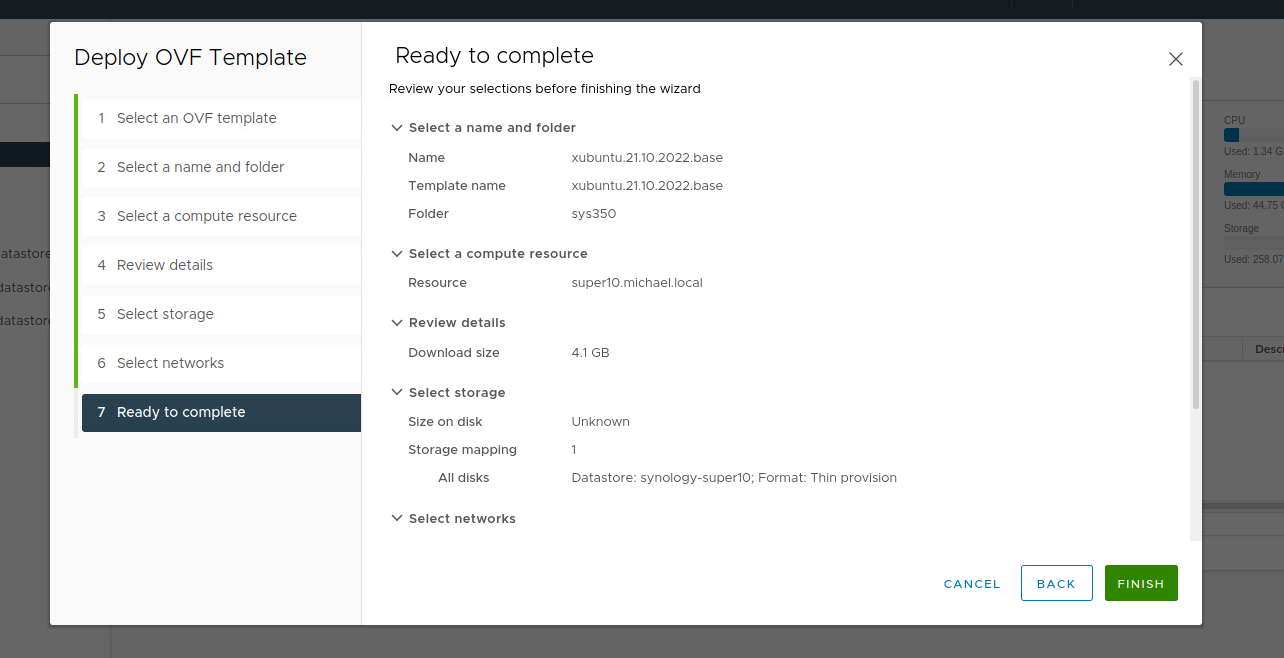 Deploy OVF Template
1 Select an OVF template
2 Select a name and folder
3 Select a compute resource
4 Review details
5 Select storage
6 Select networks
7 Ready to complete
Ready to complete
Review your selections before finishing the wizard
Select a name and folder
Name xubuntu.21.10.2022.base
Template name xubuntu.21.10.2022.base
Folder sys350
Select a compute resource
Resource super10.michael.local
Review details
Download size 4.1 GB
Select storage
Size on disk Unknown
Storage mapping 1
All disks Datastore: synology-super10; Format: Thin provision
Select networks
CANCEL BACK FINISH
atastore
datastor
datastor
CPU
Used: 1.34 G
Memory
Used: 44.75 G
Storage
Used: 258.07
Descr